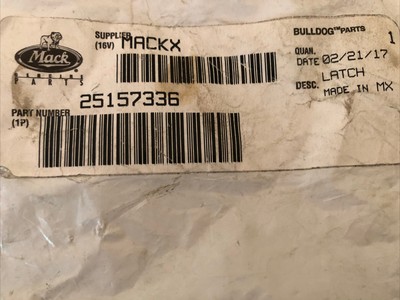 SUPPLIER
(16V)
MACKX
BULLDOG™PARTS
1
Mack
PARTS
QUAN.
DATE 02/21/17
LATCH
DESC.
MADE IN MX
25157336
PART NUMBER
(1P)